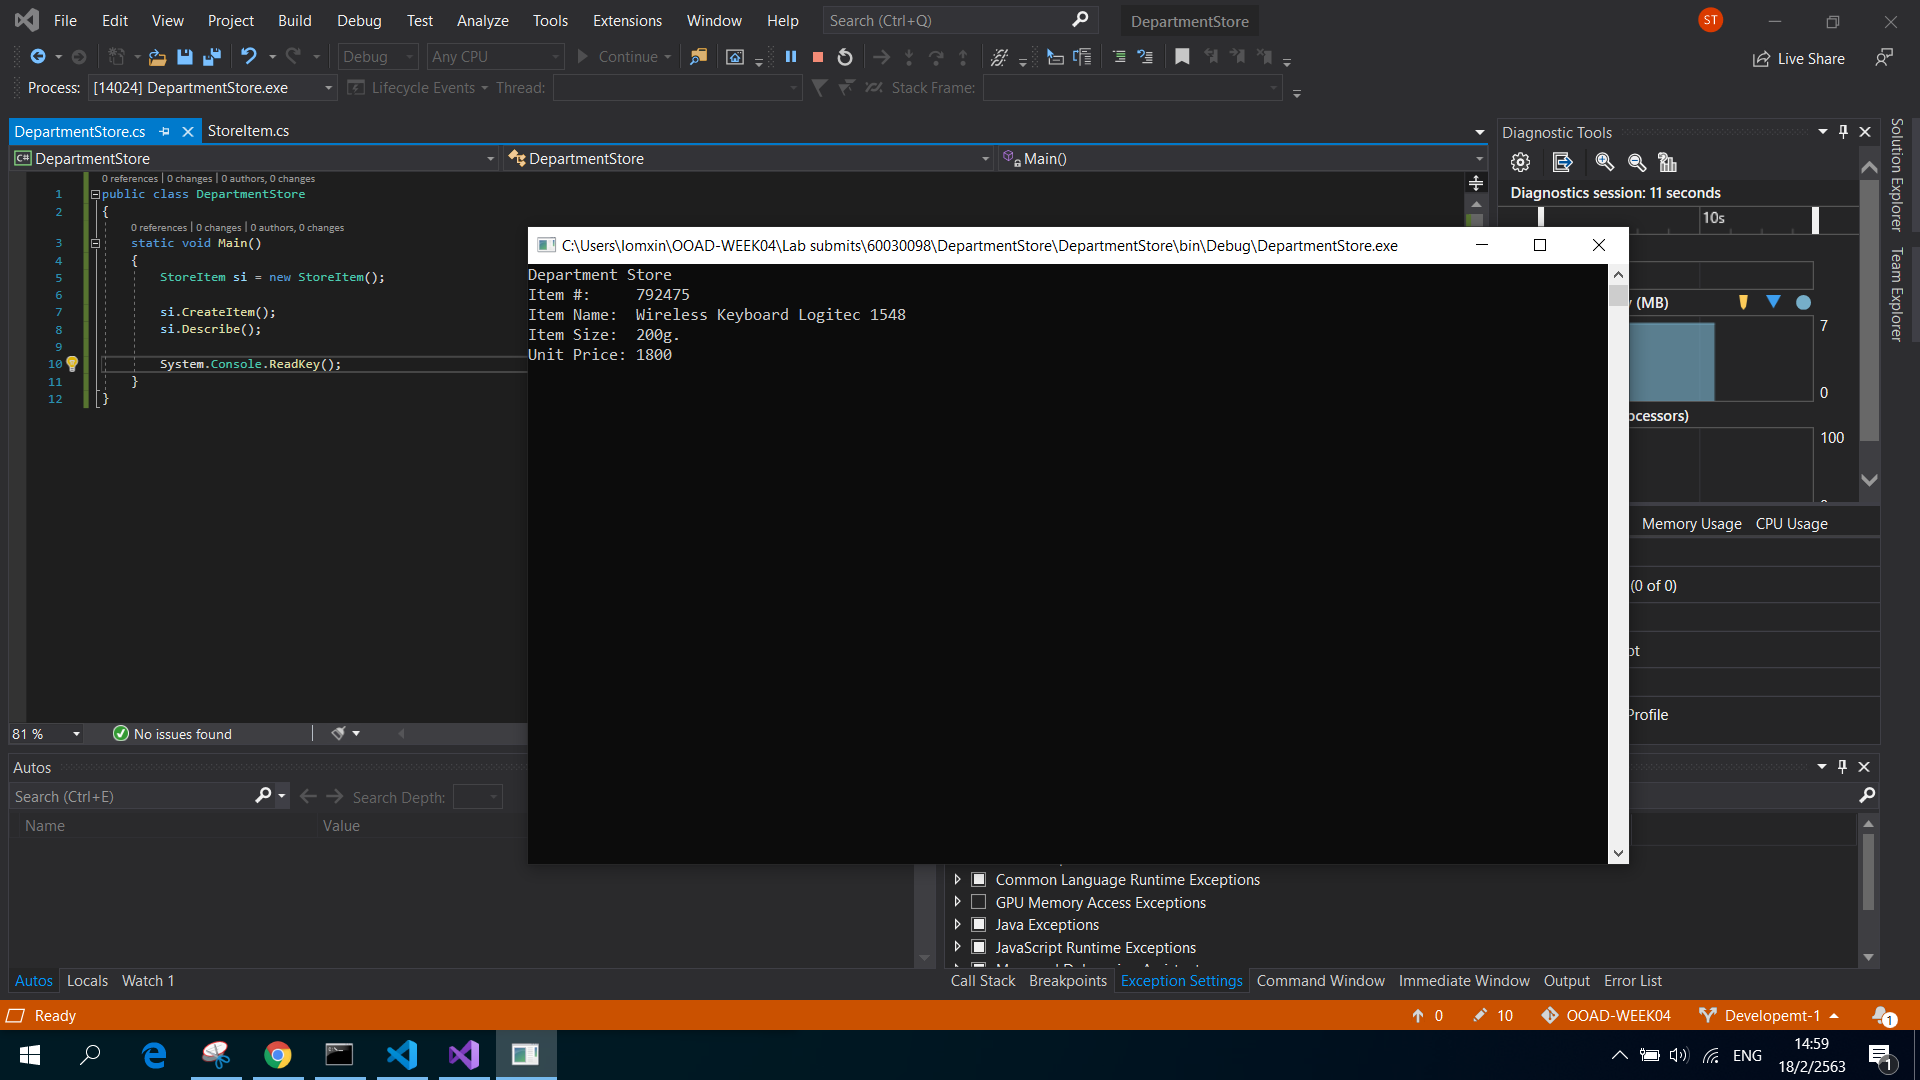 File Edit View Project Build Debug Test Analyze Tools Extensions Window Help Search (Ctrl+Q) DepartmentStore ST
Debug Any CPU Continue Live Share
Process: [14024] DepartmentStore.exe Lifecycle Events Thread: Stack Frame:
DepartmentStore.cs StoreItem.cs
C# DepartmentStore DepartmentStore Main()
0 references | 0 changes | 0 authors, 0 changes
1 public class DepartmentStore
2 {
0 references | 0 changes | 0 authors, 0 changes
3 static void Main()
4 {
5 StoreItem si = new StoreItem();
6
7 si.CreateItem();
8 si.Describe();
9
10 System.Console.ReadKey();
11 }
12 }
81 % No issues found
C:\Users\Iomxin\OOAD-WEEK04\Lab submits\60030098\DepartmentStore\DepartmentStore\bin\Debug\DepartmentStore.exe
Department Store
Item #: 792475
Item Name: Wireless Keyboard Logitec 1548
Item Size: 200g.
Unit Price: 1800
Diagnostic Tools
Diagnostics session: 11 seconds
10s
(MB)
7
0
100
Memory Usage CPU Usage
(0 of 0)
Profile
Solution Explorer
Team Explorer
Autos
Search (Ctrl+E) Search Depth:
Name Value
Autos Locals Watch 1
Common Language Runtime Exceptions
GPU Memory Access Exceptions
Java Exceptions
JavaScript Runtime Exceptions
Call Stack Breakpoints Exception Settings Command Window Immediate Window Output Error List
Ready 0 10 OOAD-WEEK04 Developemt-1 1
ENG 14:59
18/2/2563 1